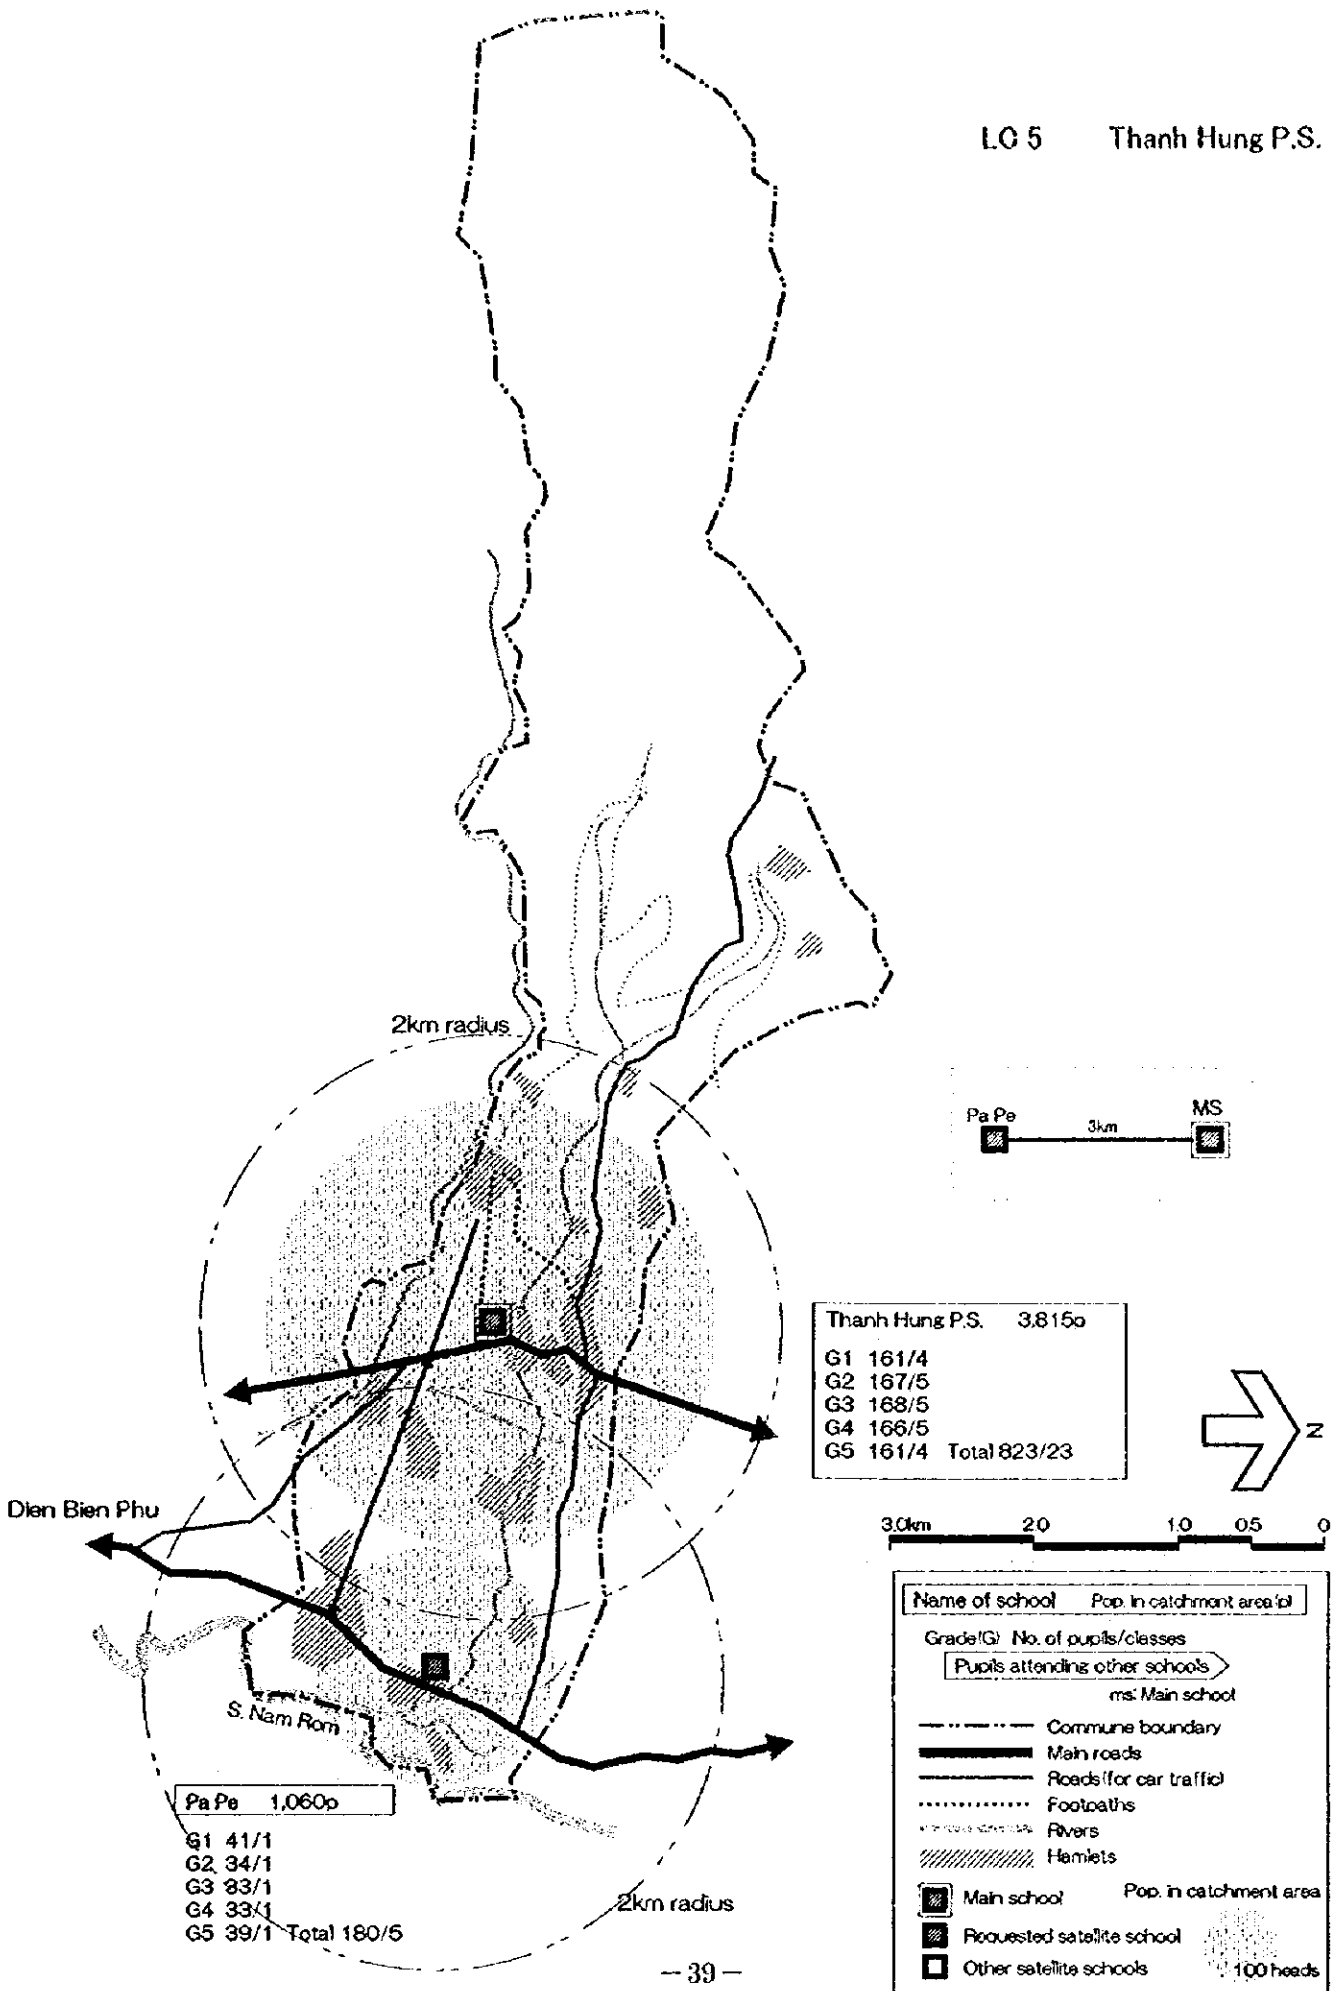 LC 5 Thanh Hung P.S.
2km radius
Pa Pe
3km
MS
Thanh Hung P.S. 3,815p
G1 161/4
G2 167/5
G3 168/5
G4 166/5
G5 161/4 Total 823/23
N
Dien Bien Phu
3.0km 2.0 1.0 0.5 0
Name of school Pop. in catchment area(p)
Grade(G) No. of pupils/classes
Pupils attending other schools
ms: Main school
Commune boundary
Main roads
Roads(for car traffic)
Footpaths
Rivers
Hamlets
Main school
Requested satellite school
Other satellite schools
Pop. in catchment area
100 heads
S. Nam Rom
Pa Pe 1,060p
G1 41/1
G2 34/1
G3 33/1
G4 33/1
G5 39/1 Total 180/5
2km radius
-39-